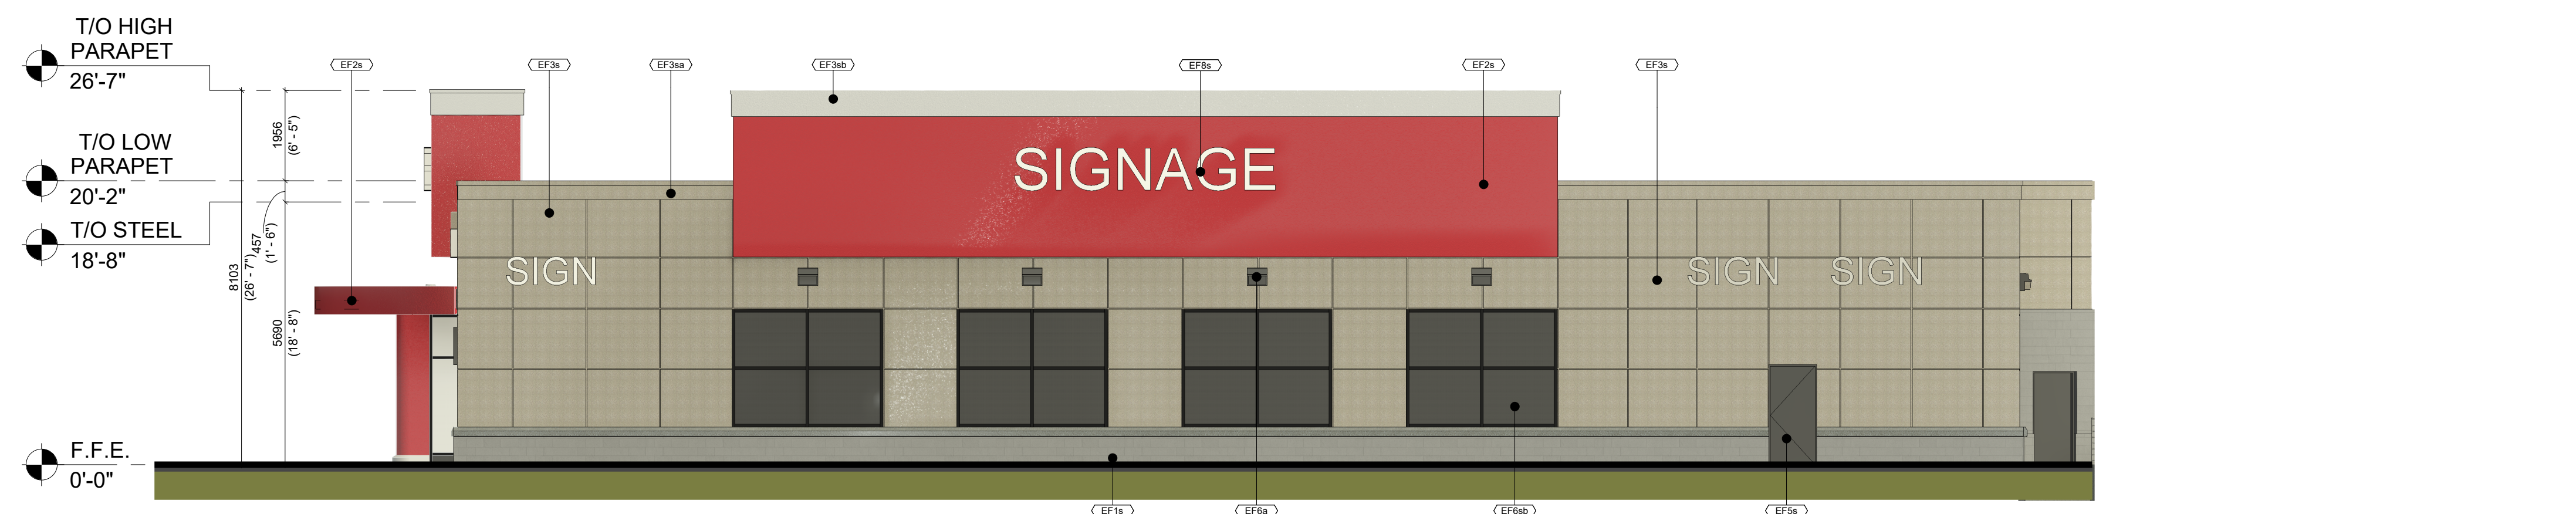 T/O HIGH
PARAPET
26'-7"
T/O LOW
PARAPET
20'-2"
T/O STEEL
18'-8"
F.F.E.
0'-0"
8103
(26' - 7")
457
(1' - 6")
1956
(6' - 5")
5690
(18' - 8")
EF2s
EF3s
EF3sa
EF3sb
EF8s
EF2s
EF3s
SIGNAGE
SIGN
SIGN
SIGN
EF1s
EF6a
EF6sb
EF5s